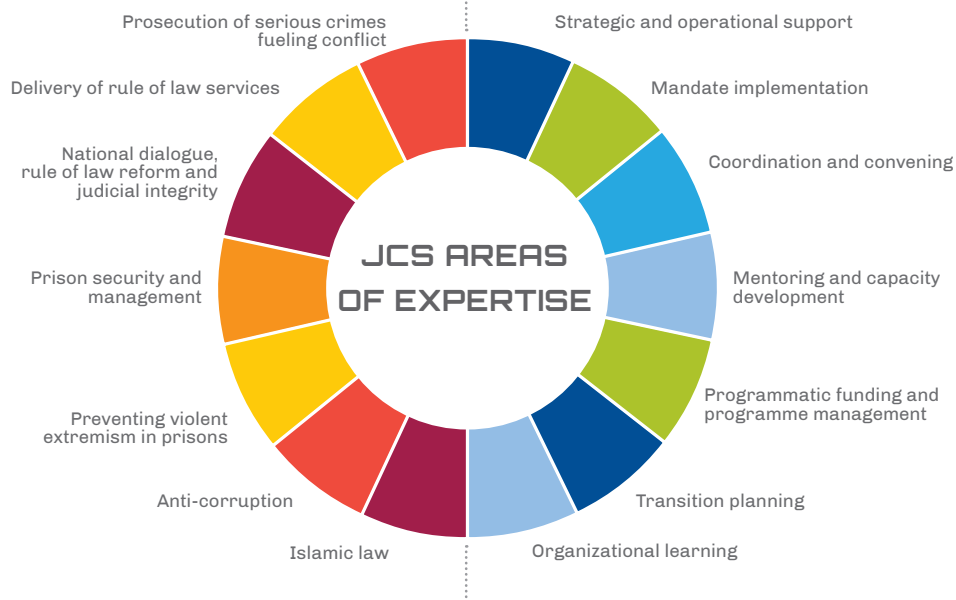 Prosecution of serious crimes
fueling conflict
Strategic and operational support
Delivery of rule of law services
Mandate implementation
National dialogue,
rule of law reform and
judicial integrity
Coordination and convening
JCS AREAS
OF EXPERTISE
Prison security and
management
Mentoring and capacity
development
Preventing violent
extremism in prisons
Programmatic funding and
programme management
Anti-corruption
Transition planning
Islamic law
Organizational learning